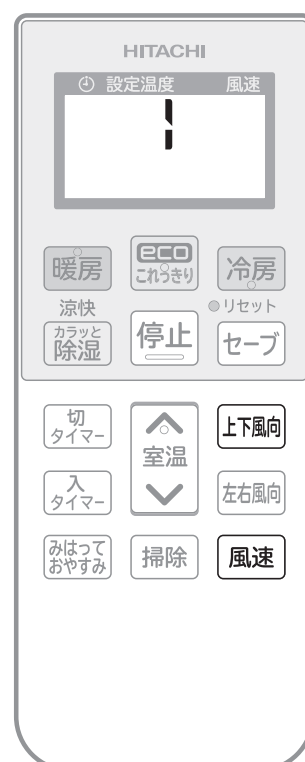 HITACHI
設定温度 風速
1
暖房
eco
これっきり
冷房
涼快
カラッと
除湿
停止
リセット
セーブ
切
タイマー
室温
上下風向
入
タイマー
左右風向
みはって
おやすみ
掃除
風速